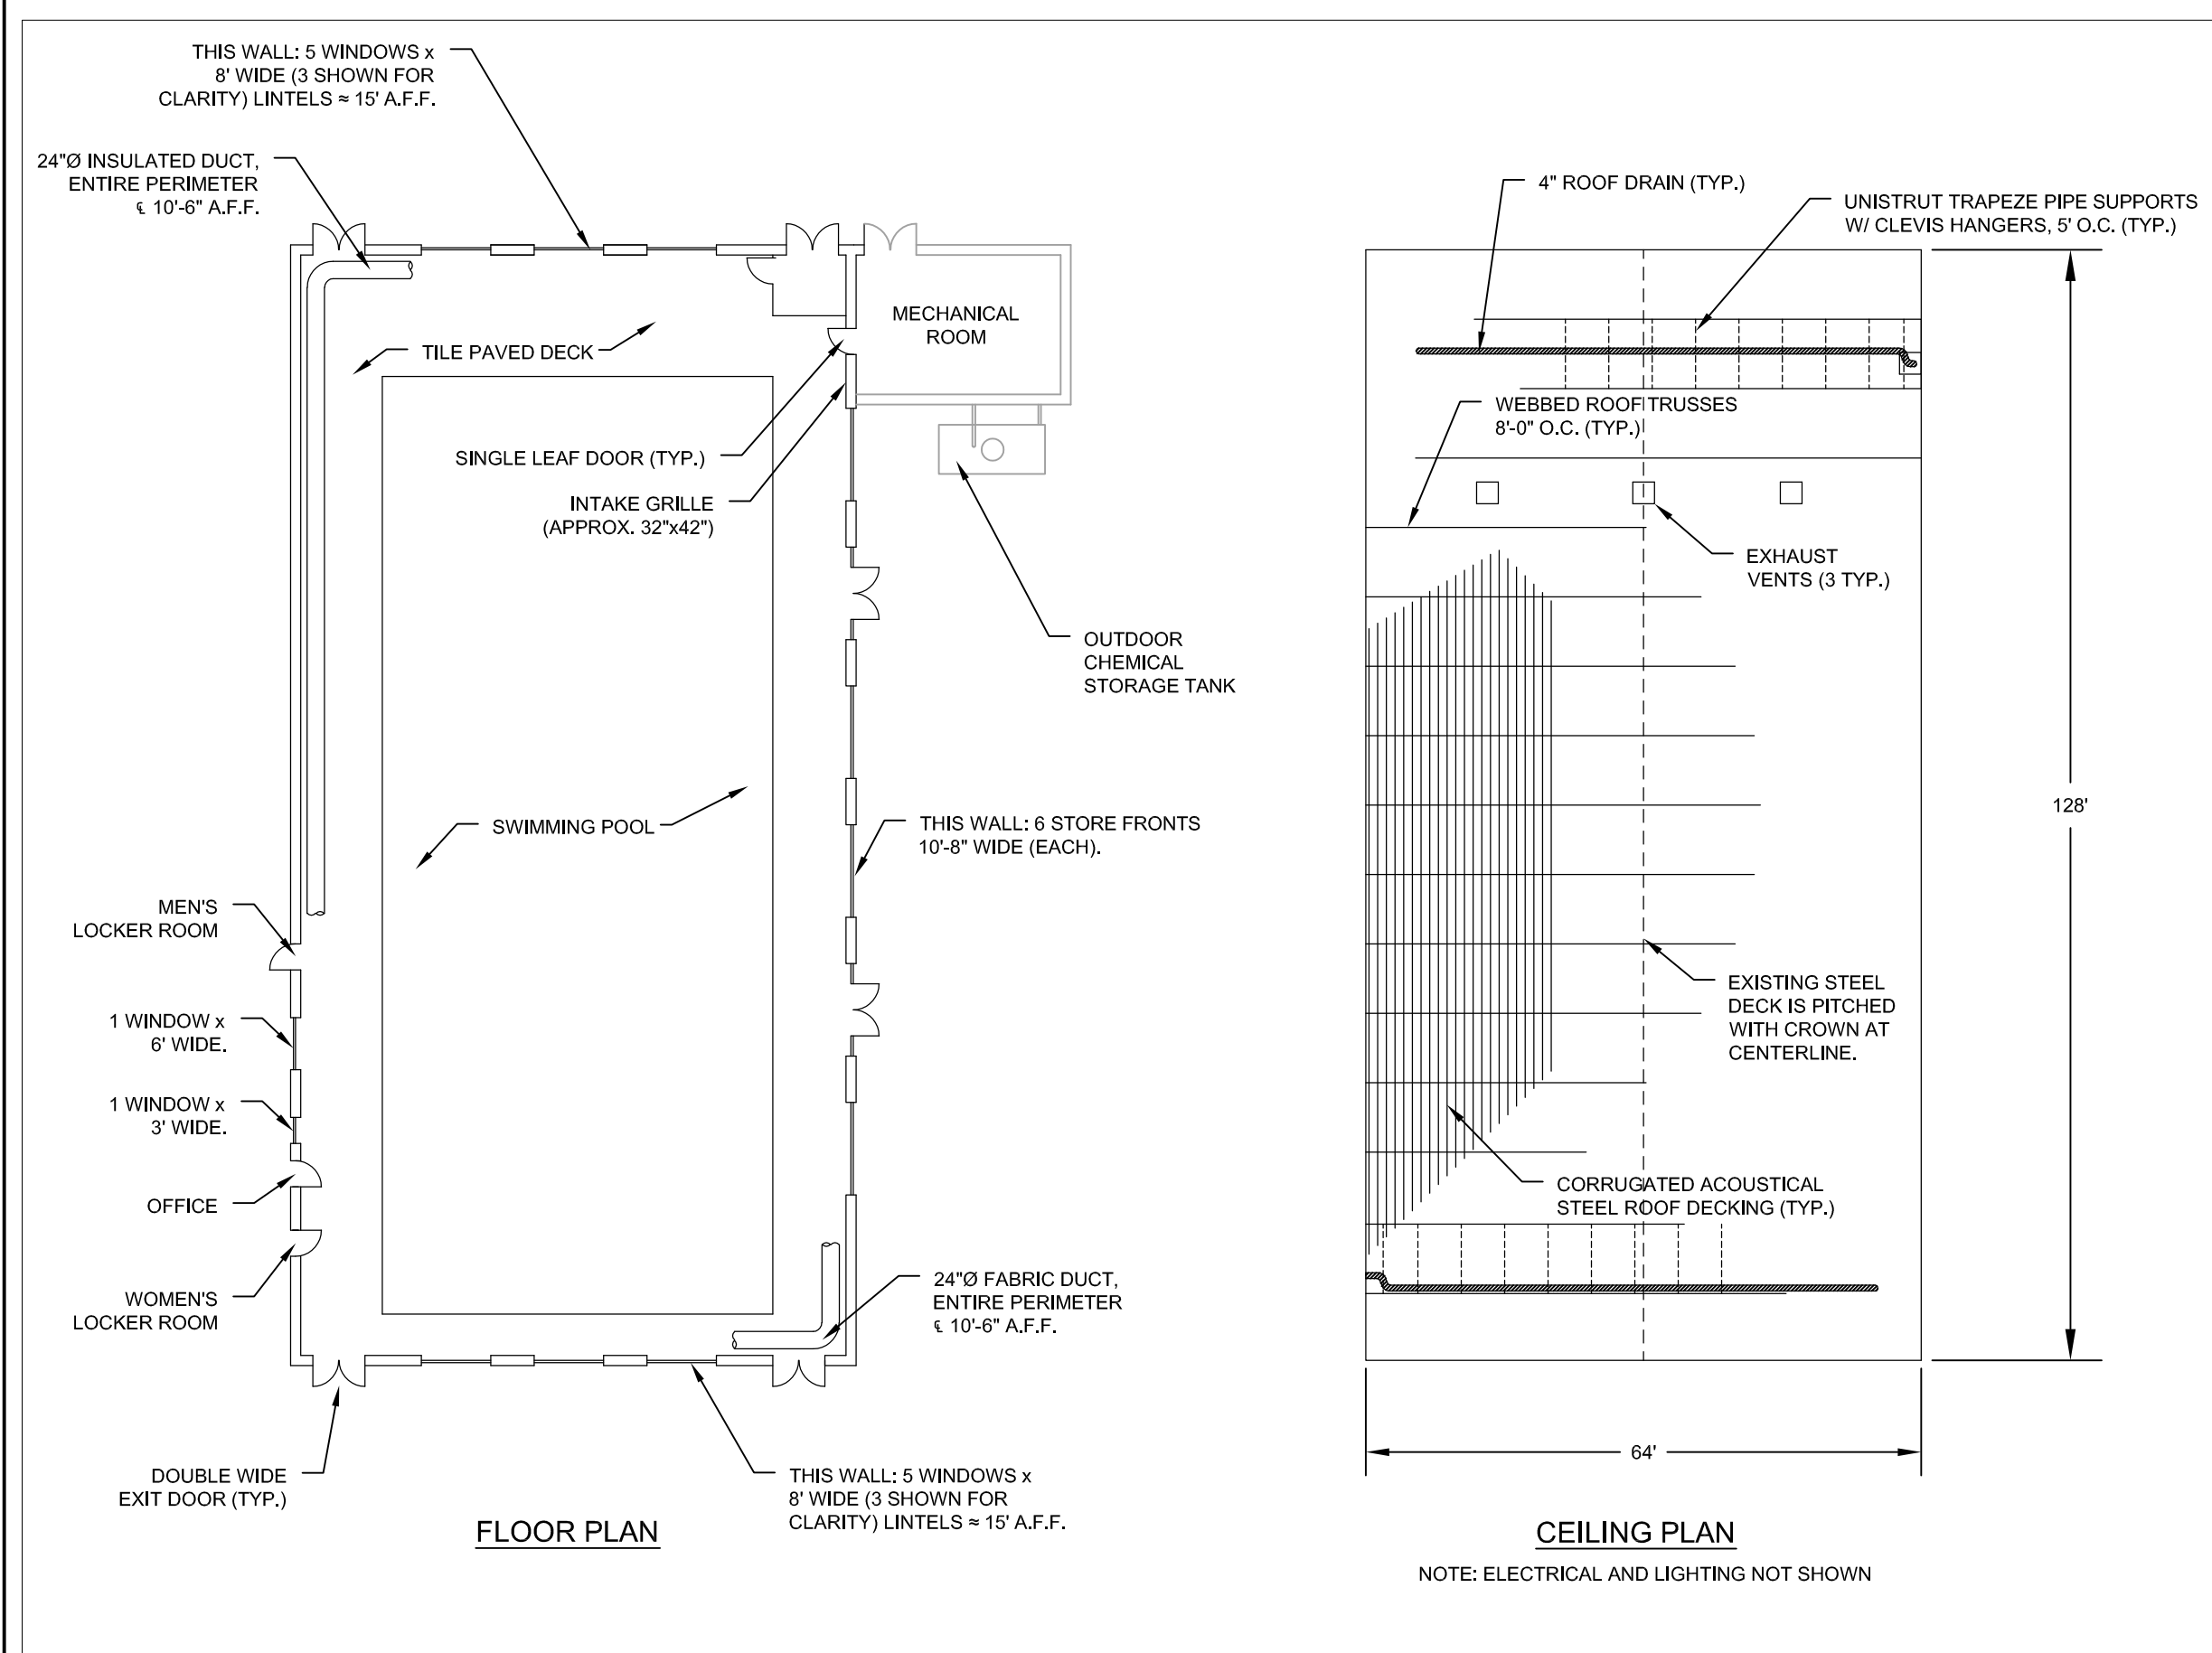 THIS WALL: 5 WINDOWS x
8' WIDE (3 SHOWN FOR
CLARITY) LINTELS ≈ 15' A.F.F.
24"Ø INSULATED DUCT,
ENTIRE PERIMETER
℄ 10'-6" A.F.F.
MECHANICAL
ROOM
TILE PAVED DECK
SINGLE LEAF DOOR (TYP.)
INTAKE GRILLE
(APPROX. 32"x42")
OUTDOOR
CHEMICAL
STORAGE TANK
SWIMMING POOL
THIS WALL: 6 STORE FRONTS
10'-8" WIDE (EACH).
MEN'S
LOCKER ROOM
1 WINDOW x
6' WIDE.
1 WINDOW x
3' WIDE.
OFFICE
WOMEN'S
LOCKER ROOM
24"Ø FABRIC DUCT,
ENTIRE PERIMETER
℄ 10'-6" A.F.F.
DOUBLE WIDE
EXIT DOOR (TYP.)
THIS WALL: 5 WINDOWS x
8' WIDE (3 SHOWN FOR
CLARITY) LINTELS ≈ 15' A.F.F.
FLOOR PLAN
4" ROOF DRAIN (TYP.)
UNISTRUT TRAPEZE PIPE SUPPORTS
W/ CLEVIS HANGERS, 5' O.C. (TYP.)
WEBBED ROOF TRUSSES
8'-0" O.C. (TYP.)
EXHAUST
VENTS (3 TYP.)
128'
EXISTING STEEL
DECK IS PITCHED
WITH CROWN AT
CENTERLINE.
CORRUGATED ACOUSTICAL
STEEL ROOF DECKING (TYP.)
64'
CEILING PLAN
NOTE: ELECTRICAL AND LIGHTING NOT SHOWN